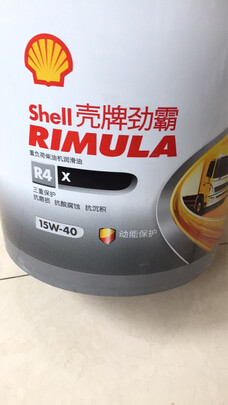 Shell 壳牌劲霸
RIMULA
重负荷柴油机润滑油
R4 X
三重保护
抗磨损 抗酸腐蚀 抗沉积
15W-40
动能保护